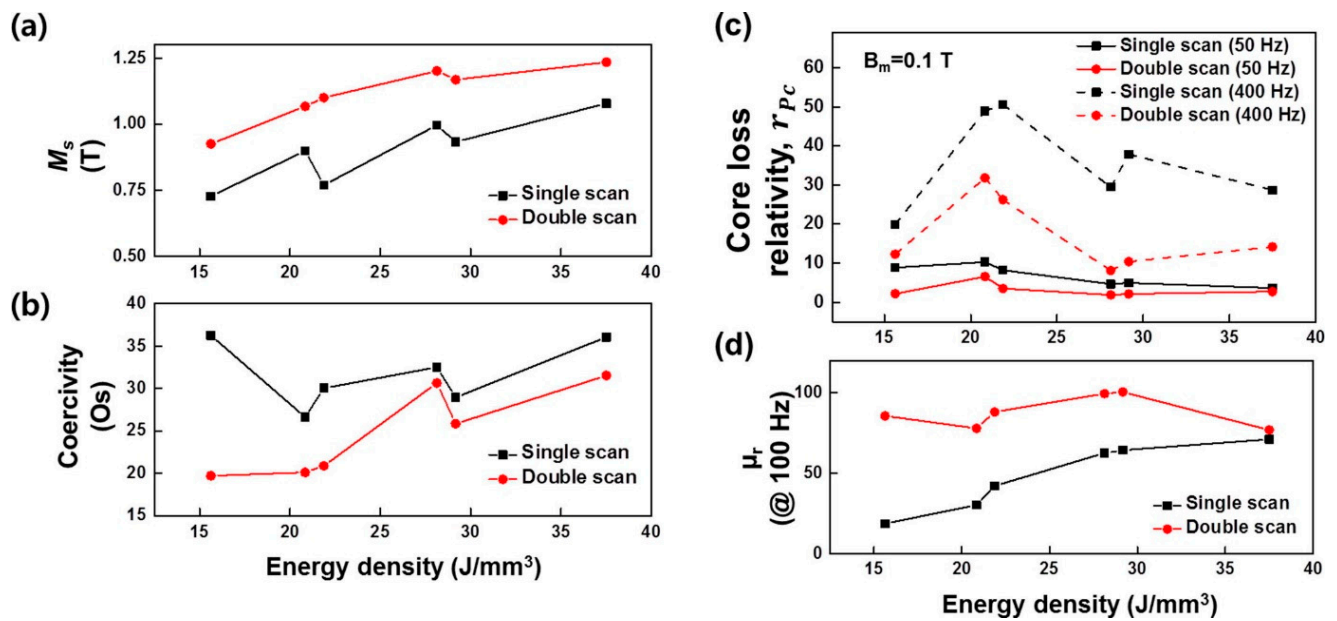 (a)
1.25
1.00
0.75
0.50
M_s
(T)
Single scan
Double scan
15 20 25 30 35 40
(b)
40
35
30
25
20
15
Coercivity
(Os)
Single scan
Double scan
15 20 25 30 35 40
Energy density (J/mm³)
(c)
B_m=0.1 T
Single scan (50 Hz)
Double scan (50 Hz)
Single scan (400 Hz)
Double scan (400 Hz)
60
50
40
30
20
10
0
Core loss
relativity, r_Pc
15 20 25 30 35 40
(d)
100
50
0
μ_r
(@ 100 Hz)
Single scan
Double scan
15 20 25 30 35 40
Energy density (J/mm³)